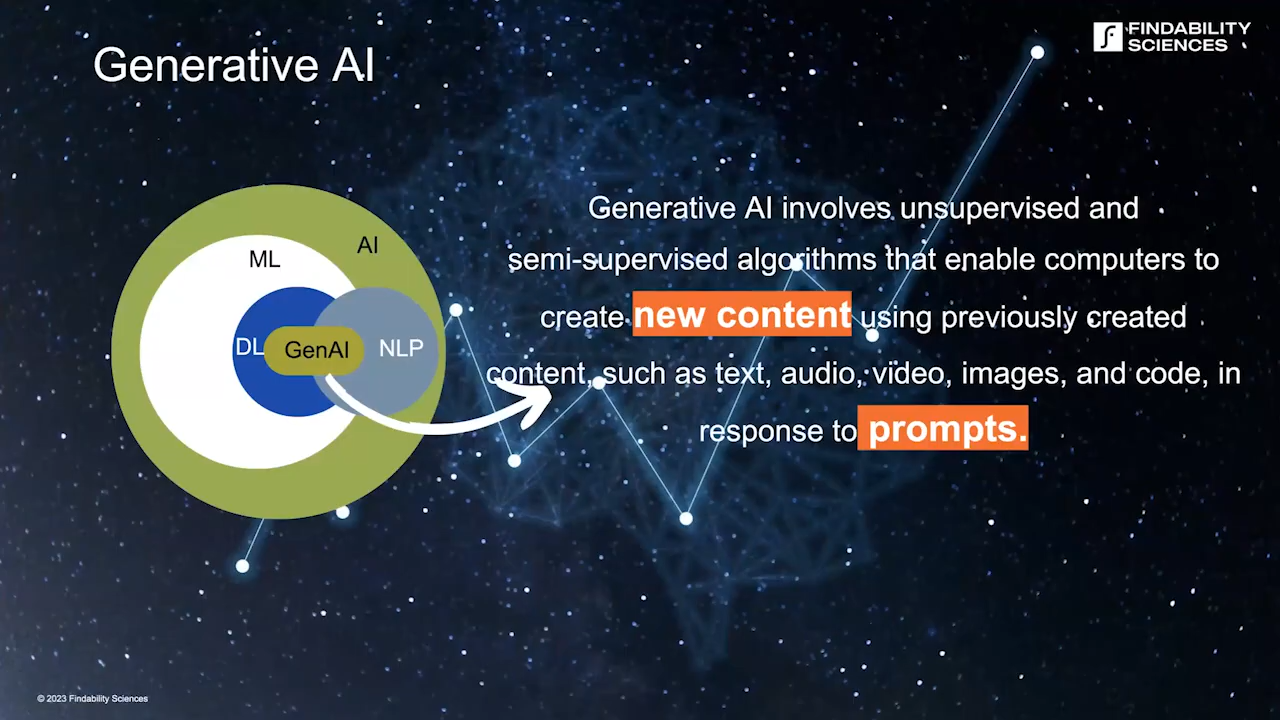 Generative AI
FINDABILITY
SCIENCES
AI
ML
DL
GenAI
NLP
Generative AI involves unsupervised and
semi-supervised algorithms that enable computers to
create new content using previously created
content, such as text, audio, video, images, and code, in
response to prompts.
© 2023 Findability Sciences